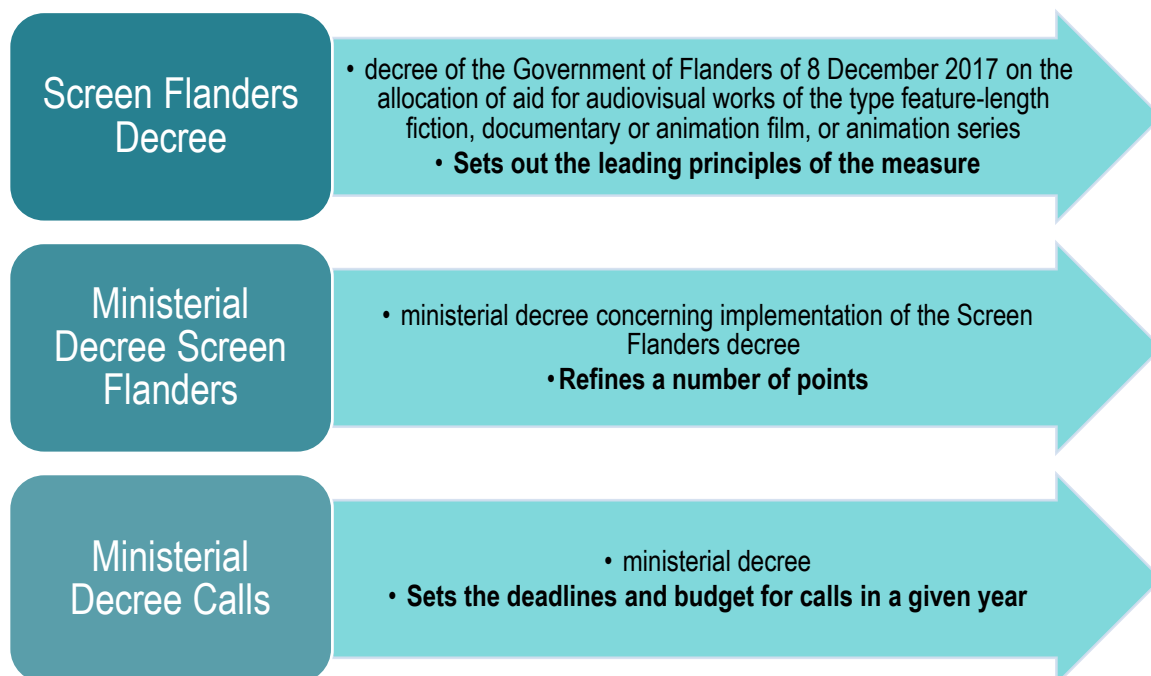 Screen Flanders
Decree
• decree of the Government of Flanders of 8 December 2017 on the
allocation of aid for audiovisual works of the type feature-length
fiction, documentary or animation film, or animation series
• Sets out the leading principles of the measure
Ministerial
Decree Screen
Flanders
• ministerial decree concerning implementation of the Screen
Flanders decree
• Refines a number of points
Ministerial
Decree Calls
• ministerial decree
• Sets the deadlines and budget for calls in a given year